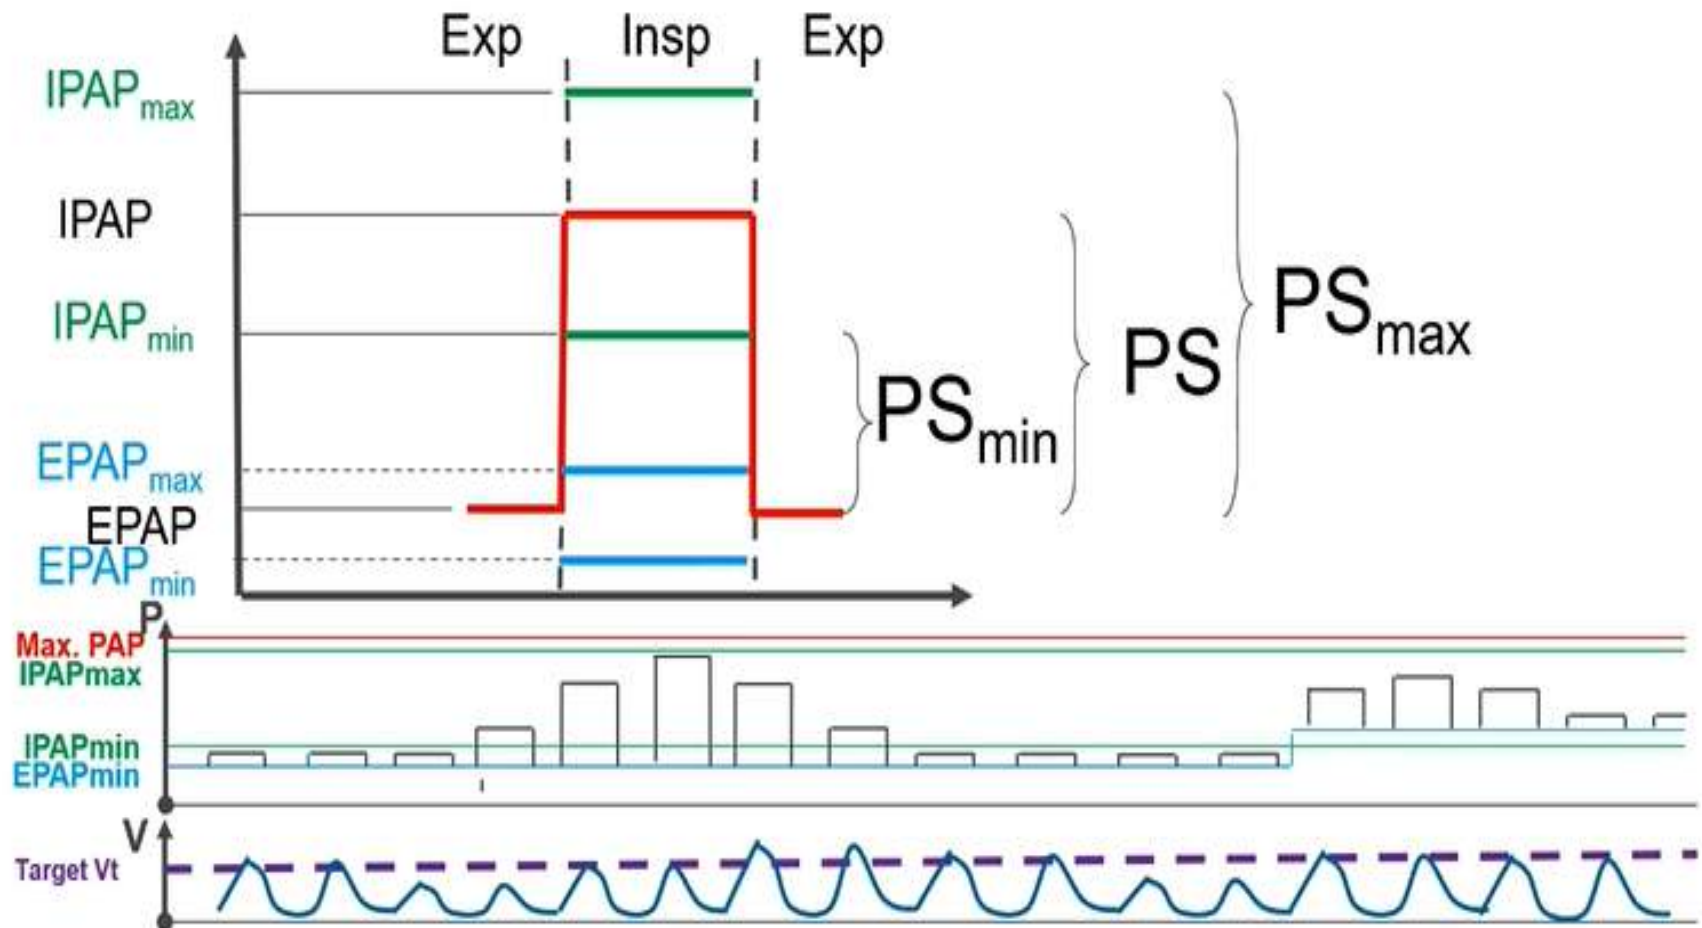 Exp Insp Exp
IPAPmax
IPAP
IPAPmin
EPAPmax
EPAP
EPAPmin
PSmin
PS
PSmax
P
Max. PAP
IPAPmax
IPAPmin
EPAPmin
V
Target Vt